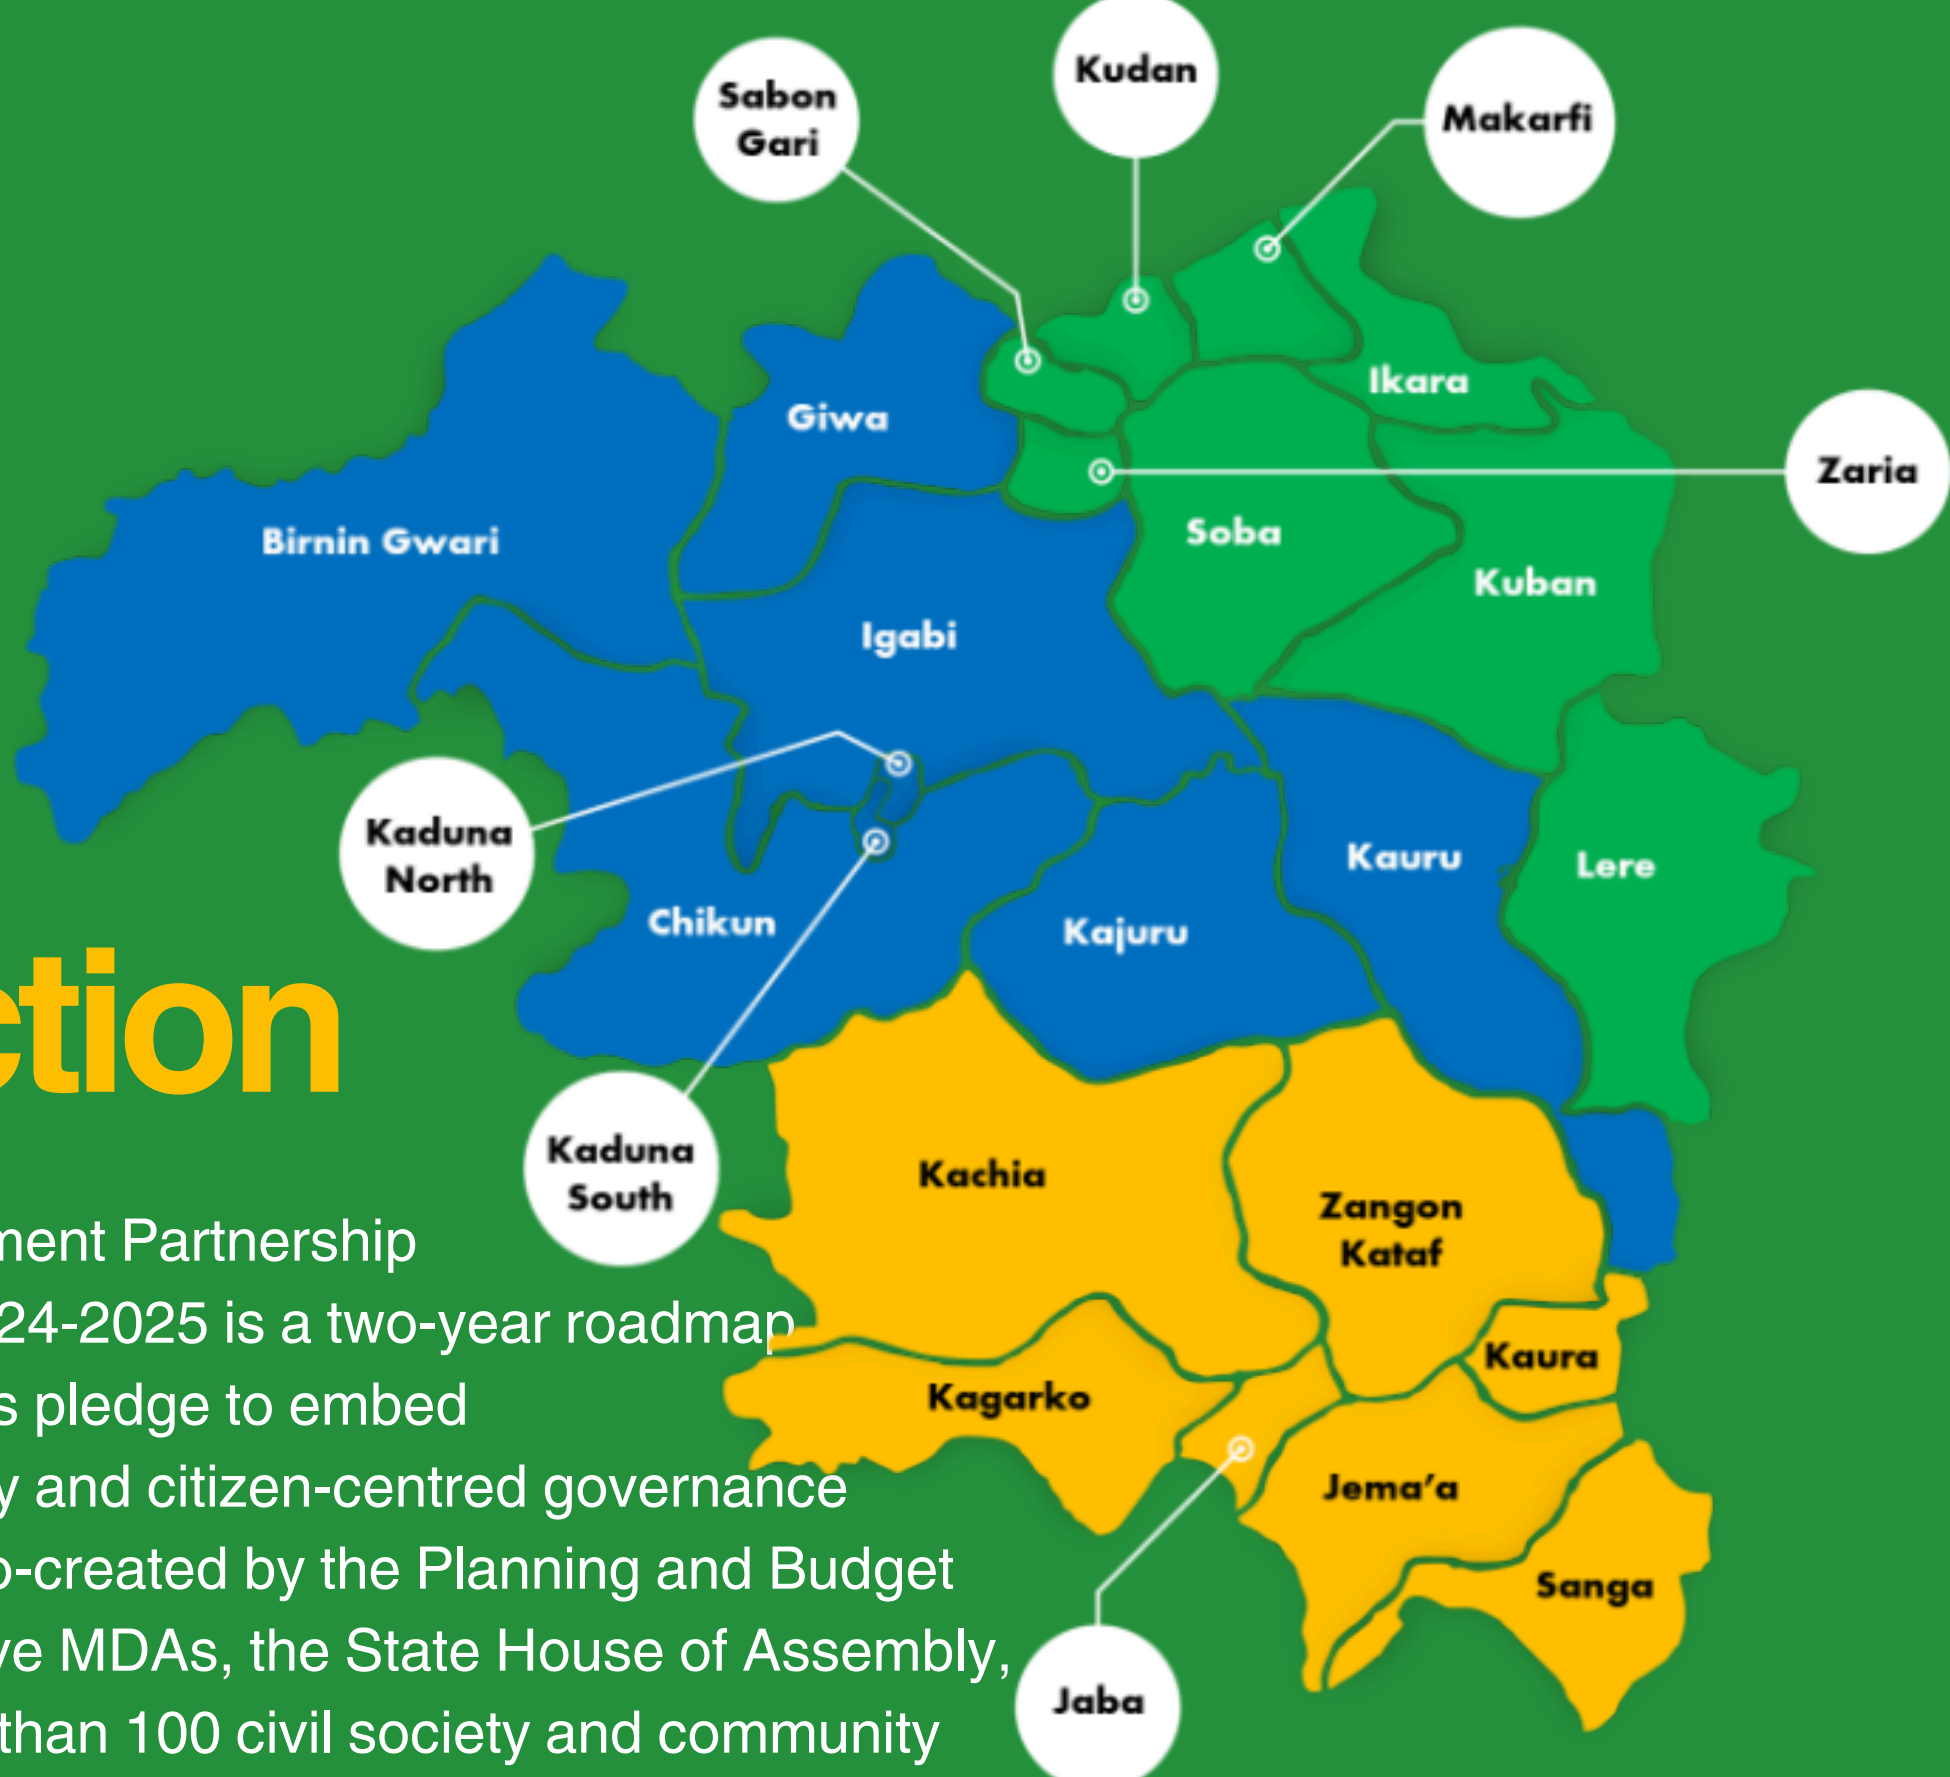 Kudan
Sabon
Gari
Makarfi
Ikara
Giwa
Zaria
Birnin Gwari
Soba
Kuban
Igabi
Kaduna
North
Kauru
Lere
Chikun
Kajuru
ction
Kaduna
South
Kachia
Zangon
Kataf
Kaura
Kagarko
Jema’a
Sanga
Jaba
ment Partnership
24-2025 is a two-year roadmap
s pledge to embed
y and citizen-centred governance
o-created by the Planning and Budget
ve MDAs, the State House of Assembly,
than 100 civil society and community